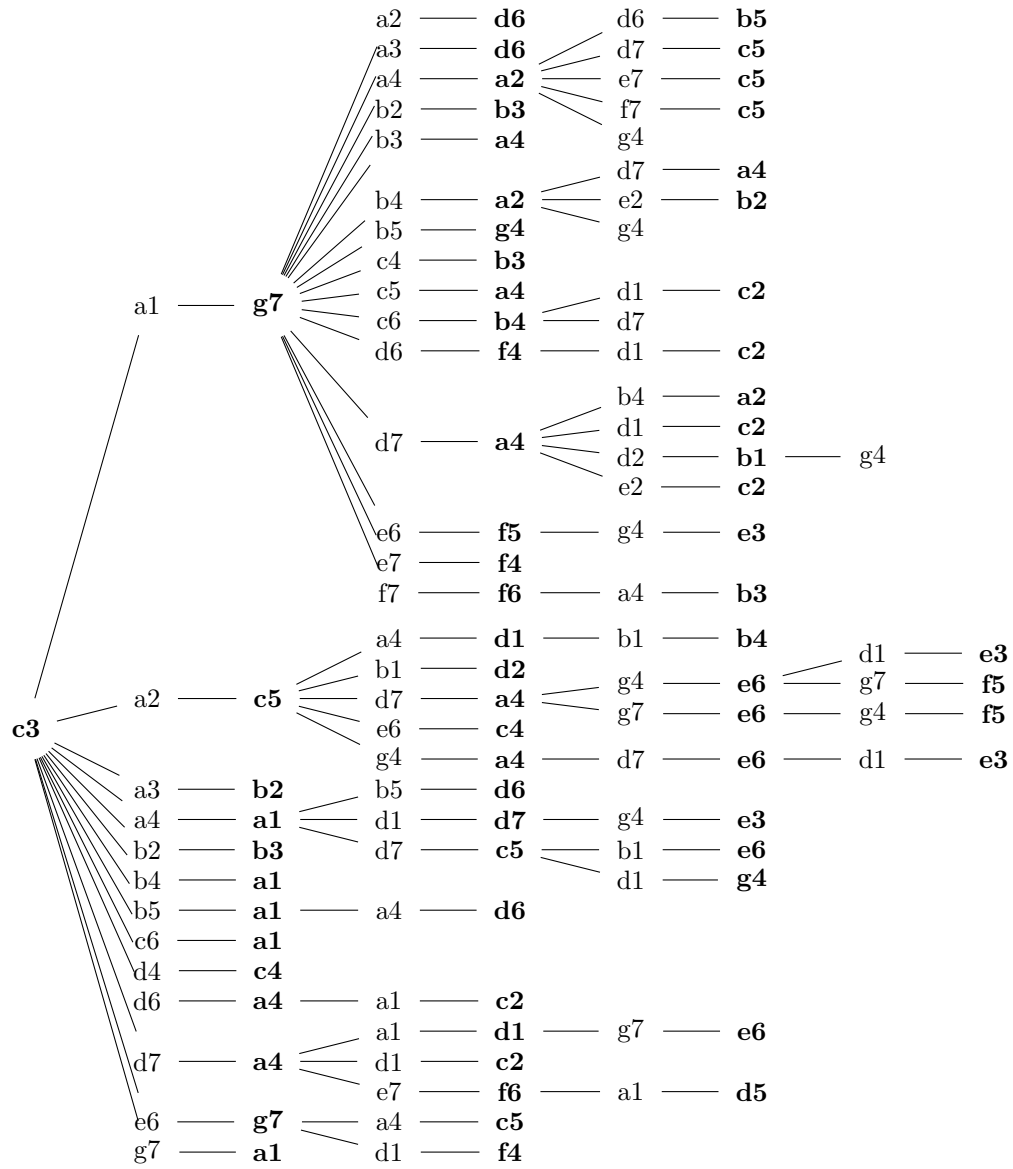 a2 d6 d6 b5
a3 d6 d7 c5
a4 a2 e7 c5
b2 b3 f7 c5
b3 a4 g4
d7 a4
b4 a2 e2 b2
b5 g4 g4
c4 b3
c5 a4 d1 c2
a1 g7
c6 b4 d7
d6 f4 d1 c2
b4 a2
d1 c2
d7 a4
d2 b1 g4
e2 c2
e6 f5 g4 e3
e7 f4
f7 f6 a4 b3
a4 d1 b1 b4
d1 e3
b1 d2
g4 e6 g7 f5
a2 c5 d7 a4
g7 e6 g4 f5
c3
e6 c4
g4 a4 d7 e6 d1 e3
a3 b2 b5 d6
a4 a1 d1 d7 g4 e3
b2 b3 d7 c5 b1 e6
b4 a1 d1 g4
b5 a1 a4 d6
c6 a1
d4 c4
d6 a4 a1 c2
a1 d1 g7 e6
d7 a4 d1 c2
e7 f6 a1 d5
e6 g7 a4 c5
g7 a1 d1 f4